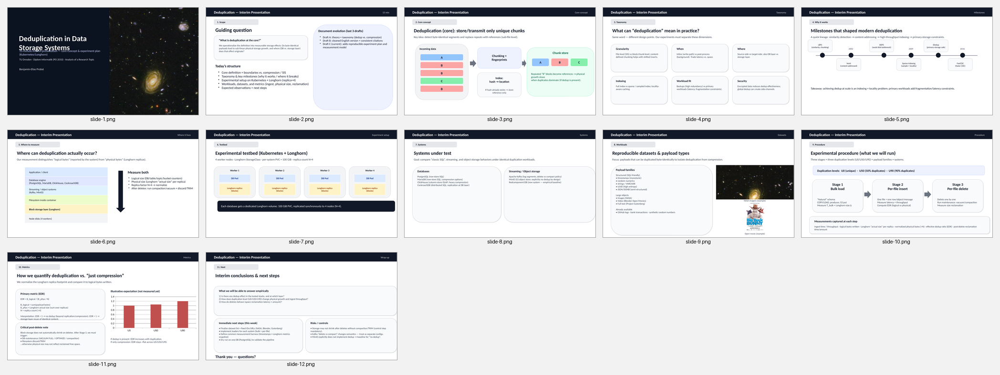 Deduplication in Data
Storage Systems
15-minute interim presentation — core concept & experiment plan
(Kubernetes/Longhorn)
TU Dresden · Diplom Informatik (PO 2010) · Analysis of a Research Topic
Benjamin-Elias Probst
slide-1.png
Deduplication — Interim Presentation
15 min
1. Scope
Guiding question
"What is deduplication at the core?"
We operationalize the definition into measurable storage effects: Do byte-identical
payloads lead to sub-linear physical storage growth, and where (DB vs. storage layer)
does that effect originate?
Today's structure
• Core definition + boundaries vs. compression / SIS
• Taxonomy & key milestones (why it works / where it breaks)
• Experimental setup on Kubernetes + Longhorn (replica=4)
• Workloads, datasets, and metrics (ingest, physical size, reclamation)
• Expected observations + next steps
Document evolution (last 3 drafts)
• Draft A: theory + taxonomy (dedup vs. compression)
• Draft B: cleaned English version + consistent citations
• Draft C (current): adds reproducible experiment plan and
measurement model
slide-2.png
Deduplication — Interim Presentation
Core concept
2. Core concept
Deduplication (core): store/transmit only unique chunks
Key idea: detect byte-identical segments and replace repeats with references (sub-file level).
Incoming data
A
B
B
C
B
Chunking +
fingerprints
Index:
hash → location
If hash already exists → store
reference only
Chunk store
A
B
C
Repeated "B" blocks become references → physical
growth slows
when duplicates dominate (if dedup is present).
slide-3.png
Deduplication — Interim Presentation
Taxonomy
3. Taxonomy
What can "deduplication" mean in practice?
Same word — different design points. Our experiments must separate these dimensions.
Granularity
File-level (SIS) vs block/chunk-level; content-
defined chunking helps with shifted inserts.
When
Inline (write-path) vs post-process
(background). Trade latency vs. space.
Where
Source-side vs target-side; also DB layer vs
storage layer.
Indexing
Full index vs sparse / sampled index; locality-
aware caching.
Workload fit
Backups (high redundancy) vs primary
workloads (latency, fragmentation constraints).
Security
Encrypted data reduces dedup effectiveness;
global dedup can create side-channels.
slide-4.png
Deduplication — Interim Presentation
Milestones
4. Why it works
Milestones that shaped modern deduplication
A quick lineage: similarity detection → content-addressing → high-throughput indexing → primary-storage constraints.
LBFS
(similarity, chunking)
2002
Venti
(content-addressed)
DDFS
(avoid disk bottleneck)
2009
Sparse Indexing
(sample + locality)
iDedup
(primary-storage safe)
2016
FastCDC
(faster CDC)
Takeaway: achieving dedup at scale is an indexing + locality problem; primary workloads add fragmentation/latency constraints.
slide-5.png
Deduplication — Interim Presentation
Where it lives
5. Where to measure
Where can deduplication actually occur?
Our measurement distinguishes "logical bytes" (reported by the system) from "physical bytes" (Longhorn replicas).
Application / client
Database engine
(PostgreSQL, MariaDB, ClickHouse, CockroachDB)
Streaming / object systems
(Kafka, MinIO)
Filesystem inside container
Block storage layer (Longhorn)
Node disks (4 workers)
Measure both
• Logical size (DB/table/topic/bucket counters)
• Physical size (Longhorn "actual size" per replica)
• Replica factor N=4 → normalize
• After deletes: run compaction/vacuum + discard/TRIM
slide-6.png
Deduplication — Interim Presentation
Experiment setup
6. Testbed
Experimental testbed (Kubernetes + Longhorn)
4 worker nodes · Longhorn StorageClass · per-system PVC = 100 GiB · replica count N=4
Worker 1
DB Pod
Longhorn replica
(blocks)
Worker 2
DB Pod
Longhorn replica
(blocks)
Worker 3
DB Pod
Longhorn replica
(blocks)
Worker 4
DB Pod
Longhorn replica
(blocks)
Each database gets a dedicated Longhorn volume: 100 GiB PVC, replicated synchronously to 4 nodes (N=4).
slide-7.png
Deduplication — Interim Presentation
Systems
7. Systems
Systems under test
Goal: compare "classic SQL", streaming, and object storage behaviors under identical duplication workloads.
Databases
PostgreSQL (row-store SQL)
MariaDB (row-store SQL; compression options)
ClickHouse (column-store OLAP; heavy compression)
CockroachDB (distributed SQL; replication at DB layer)
Streaming / Object storage
Apache Kafka (log segments, delete vs compact policy)
MinIO (S3 object store; explicitly no dedup by design)
Redcomponent-DB (new system — empirical baseline)
slide-8.png
Deduplication — Interim Presentation
Datasets
8. Workloads
Reproducible datasets & payload types
Focus: payloads that can be duplicated byte-identically to isolate deduplication from compression.
Payload families
Structured (SQL-friendly)
• timestamps (monotonic)
• random numerics
• strings / VARCHAR
• UUID (high entropy)
• JSON/JSONB (semi-structured)
Large objects
• Images (NASA)
• Video (Blender Open Movies)
• Full text (Project Gutenberg)
Already available
• GitHub logs · bank transactions · synthetic random numbers
NASA imagery (example)
Big Buck
BUNNY
Open movie (example)
slide-9.png
Deduplication — Interim Presentation
Procedure
9. Procedure
Experimental procedure (what we will run)
Three stages × three duplication levels (U0/U50/U90) × payload families × systems.
Duplication levels: U0 (unique) · U50 (50% duplicates) · U90 (90% duplicates)
Stage 1
Bulk load
"Natural" schema
COPY/LOAD, producer, S3 put
Measure T_bulk + Longhorn size Δ
Stage 2
Per-file insert
One file = one row/object/message
Measure latency + throughput
Compute EDR (logical vs physical)
Stage 3
Per-file delete
Delete one by one
Run maintenance: vacuum/compaction
Measure size reclamation
Measurements captured at each step
Ingest time / throughput · logical bytes written · Longhorn "actual size" per replica · normalized physical bytes (÷N) · effective dedup ratio (EDR) · post-delete reclamation
time/amount
slide-10.png
Deduplication — Interim Presentation
Metrics
10. Metrics
How we quantify deduplication vs. "just compression"
We normalize the Longhorn replica footprint and compare it to logical bytes written.
Primary metric (EDR)
EDR = B_logical / (B_phys / N)
B_logical = sum(payload bytes)
B_phys = Longhorn actual size (sum over replicas)
N = replica count (=4)
Interpretation: EDR ≈ 1 → no dedup (beyond replication/compression). EDR > 1 →
storage-layer reuse of identical content.
Critical post-delete note
Block storage does not automatically shrink on deletes. After Stage 3, we must
trigger:
• DB maintenance (VACUUM FULL / OPTIMIZE / compaction)
• filesystem discard/TRIM
…otherwise physical size may not reflect reclaimed free space.
Illustrative expectation (not measured yet)
1.4
1.2
1
0.8
0.6
0.4
0.2
0
U0
U50
U90
If dedup is present: EDR increases with duplication.
If only compression: EDR stays ~flat across U0/U50/U90.
slide-11.png
Deduplication — Interim Presentation
Wrap-up
11. Next
Interim conclusions & next steps
What we will be able to answer empirically
1) Is there any dedup effect in the tested stacks, and at which layer?
2) How does duplication level (U0/U50/U90) change physical growth and ingest throughput?
3) How do deletes behave (space reclamation latency + amount)?
Immediate next steps (this week)
• Finalize dataset list + fixed IDs/URLs (NASA, Blender, Gutenberg)
• Implement loaders for each system (bulk + per-file)
• Define common measurement harness (timestamps + Longhorn metrics
snapshot)
• Dry run on one DB (PostgreSQL) to validate the pipeline
Risks / controls
• Storage may not shrink after deletes without compaction/TRIM (control step
mandatory).
• Kafka "delete vs compact" changes semantics — treat as separate configs.
• MinIO explicitly does not implement dedup → baseline for "no dedup".
Thank you — questions?
slide-12.png